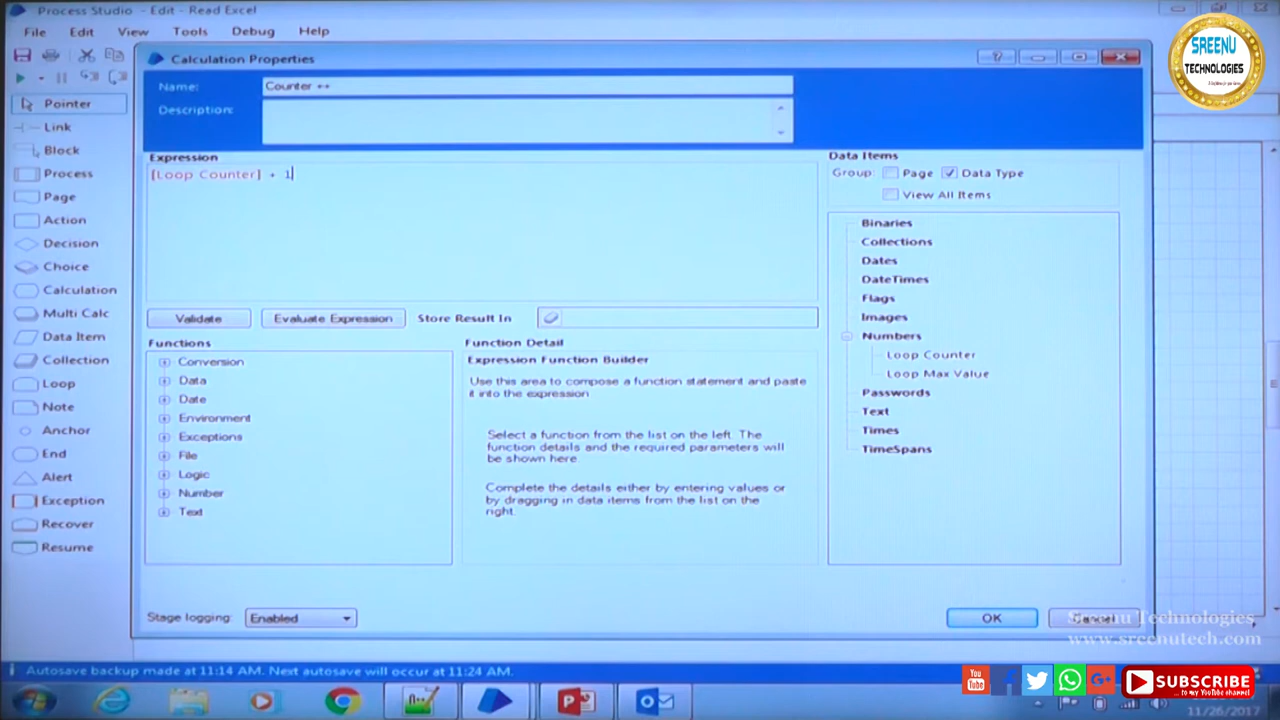 Process Studio - Edit - Read Excel
File Edit View Tools Debug Help
SREENU
TECHNOLOGIES
Calculation Properties
Name: Counter ++
Description:
Pointer
Link
Block
Process
Page
Action
Decision
Choice
Calculation
Multi Calc
Data Item
Collection
Loop
Note
Anchor
End
Alert
Exception
Recover
Resume
Expression
[Loop Counter] + 1
Validate Evaluate Expression Store Result In
Functions
Conversion
Data
Date
Environment
Exceptions
File
Logic
Number
Text
Function Detail
Expression Function Builder
Use this area to compose a function statement and paste
it into the expression
Select a function from the list on the left. The
function details and the required parameters will
be shown here.
Complete the details either by entering values or
by dragging in data items from the list on the
right.
Data Items
Group: Page Data Type
View All Items
Binaries
Collections
Dates
DateTimes
Flags
Images
Numbers
Loop Counter
Loop Max Value
Passwords
Text
Times
TimeSpans
Stage logging: Enabled
OK Cancel
Sreenu Technologies
www.sreenutech.com
Autosave backup made at 11:14 AM. Next autosave will occur at 11:24 AM.
You
Tube
G+
SUBSCRIBE
... to my YouTube channel
11/26/2017